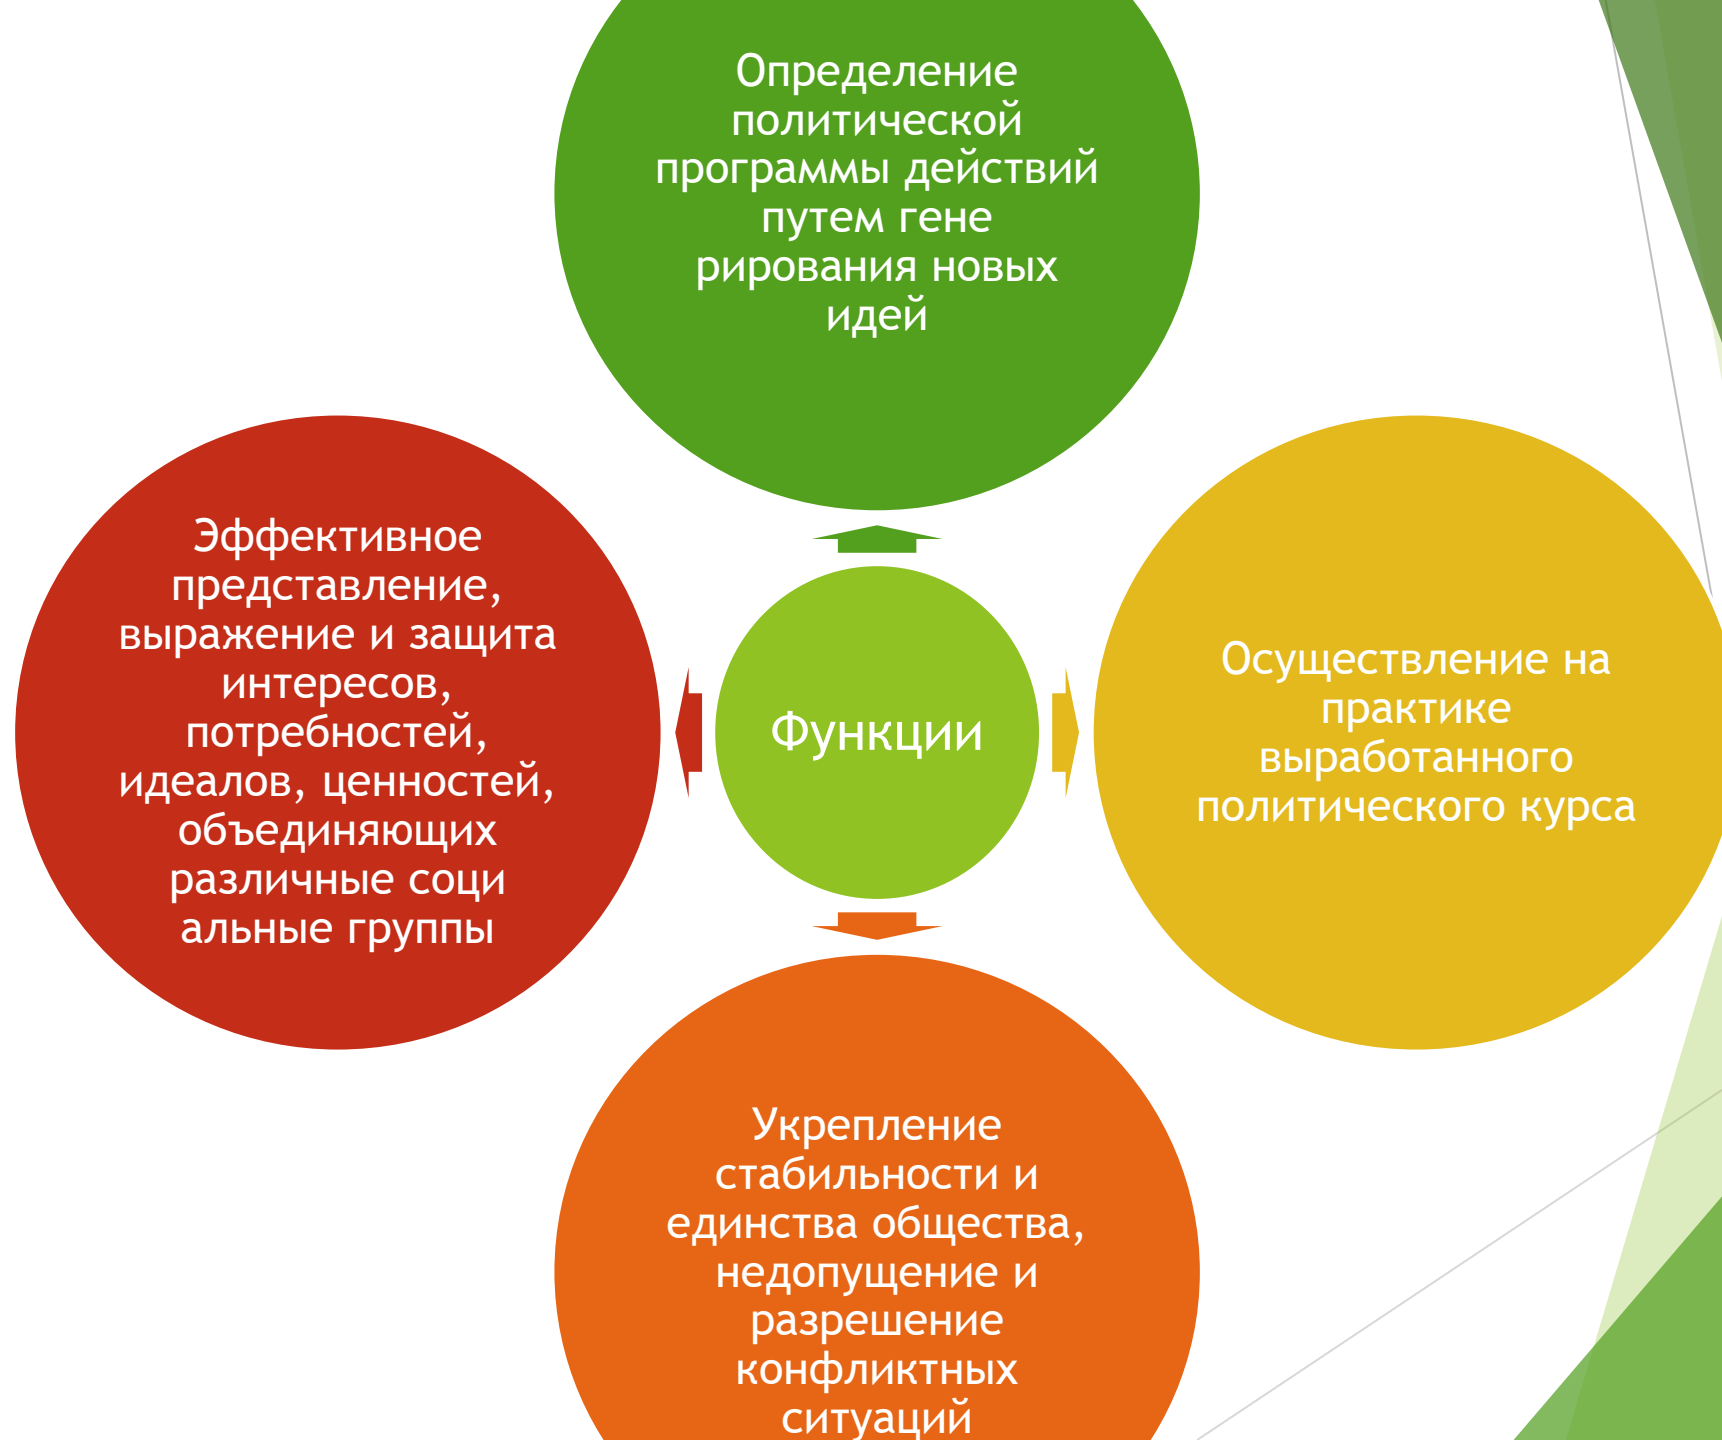 Определение
политической
программы действий
путем гене
рирования новых
идей
Эффективное
представление,
выражение и защита
интересов,
потребностей,
идеалов, ценностей,
объединяющих
различные соци
альные группы
Функции
Осуществление на
практике
выработанного
политического курса
Укрепление
стабильности и
единства общества,
недопущение и
разрешение
конфликтных
ситуаций